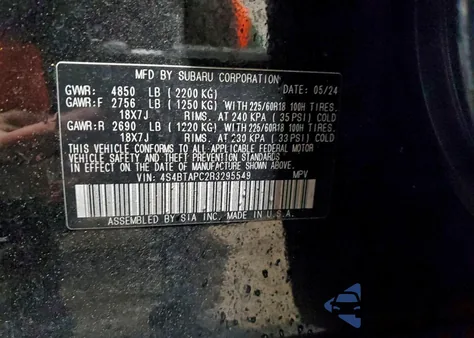 MFD BY SUBARU CORPORATION
GVWR: 4850 LB (2200 KG) DATE: 05/24
GAWR:F 2756 LB (1250 KG) WITH 225/60R18 100H TIRES,
18X7J RIMS, AT 240 KPA (35 PSI) COLD
GAWR:R 2690 LB (1220 KG) WITH 225/60R18 100H TIRES,
18X7J RIMS, AT 230 KPA (33 PSI) COLD
THIS VEHICLE CONFORMS TO ALL APPLICABLE FEDERAL
MOTOR VEHICLE SAFETY, BUMPER, AND THEFT PREVENTION
STANDARDS IN EFFECT ON THE DATE OF MANUFACTURE SHOWN ABOVE.
VIN: 4S4BTAPC2R3295549 MPV
ASSEMBLED BY SIA INC. MADE IN U.S.A.